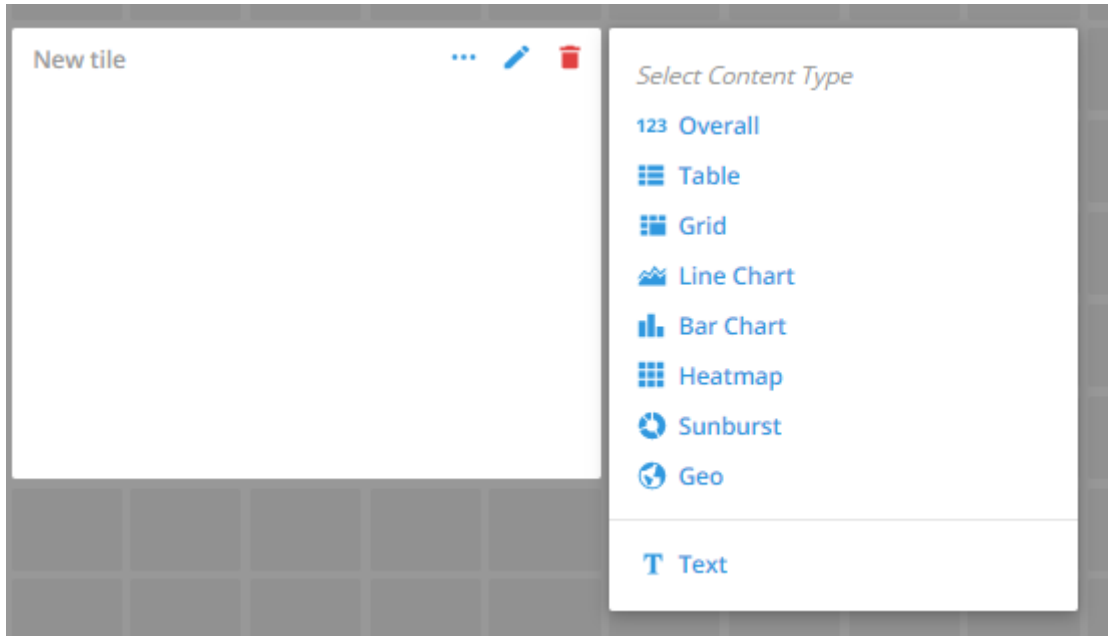 New tile
Select Content Type
123 Overall
Table
Grid
Line Chart
Bar Chart
Heatmap
Sunburst
Geo
T Text